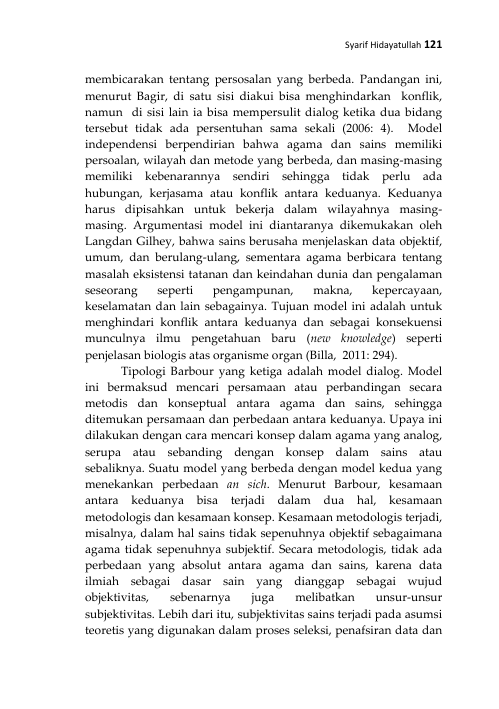 Syarif Hidayatullah 121
membicarakan tentang persosalan yang berbeda. Pandangan ini,
menurut Bagir, di satu sisi diakui bisa menghindarkan konflik,
namun di sisi lain ia bisa mempersulit dialog ketika dua bidang
tersebut tidak ada persentuhan sama sekali (2006: 4). Model
independensi berpendirian bahwa agama dan sains memiliki
persoalan, wilayah dan metode yang berbeda, dan masing-masing
memiliki kebenarannya sendiri sehingga tidak perlu ada
hubungan, kerjasama atau konflik antara keduanya. Keduanya
harus dipisahkan untuk bekerja dalam wilayahnya masing-
masing. Argumentasi model ini diantaranya dikemukakan oleh
Langdan Gilhey, bahwa sains berusaha menjelaskan data objektif,
umum, dan berulang-ulang, sementara agama berbicara tentang
masalah eksistensi tatanan dan keindahan dunia dan pengalaman
seseorang seperti pengampunan, makna, kepercayaan,
keselamatan dan lain sebagainya. Tujuan model ini adalah untuk
menghindari konflik antara keduanya dan sebagai konsekuensi
munculnya ilmu pengetahuan baru (new knowledge) seperti
penjelasan biologis atas organisme organ (Billa, 2011: 294).
Tipologi Barbour yang ketiga adalah model dialog. Model
ini bermaksud mencari persamaan atau perbandingan secara
metodis dan konseptual antara agama dan sains, sehingga
ditemukan persamaan dan perbedaan antara keduanya. Upaya ini
dilakukan dengan cara mencari konsep dalam agama yang analog,
serupa atau sebanding dengan konsep dalam sains atau
sebaliknya. Suatu model yang berbeda dengan model kedua yang
menekankan perbedaan an sich. Menurut Barbour, kesamaan
antara keduanya bisa terjadi dalam dua hal, kesamaan
metodologis dan kesamaan konsep. Kesamaan metodologis terjadi,
misalnya, dalam hal sains tidak sepenuhnya objektif sebagaimana
agama tidak sepenuhnya subjektif. Secara metodologis, tidak ada
perbedaan yang absolut antara agama dan sains, karena data
ilmiah sebagai dasar sain yang dianggap sebagai wujud
objektivitas, sebenarnya juga melibatkan unsur-unsur
subjektivitas. Lebih dari itu, subjektivitas sains terjadi pada asumsi
teoretis yang digunakan dalam proses seleksi, penafsiran data dan